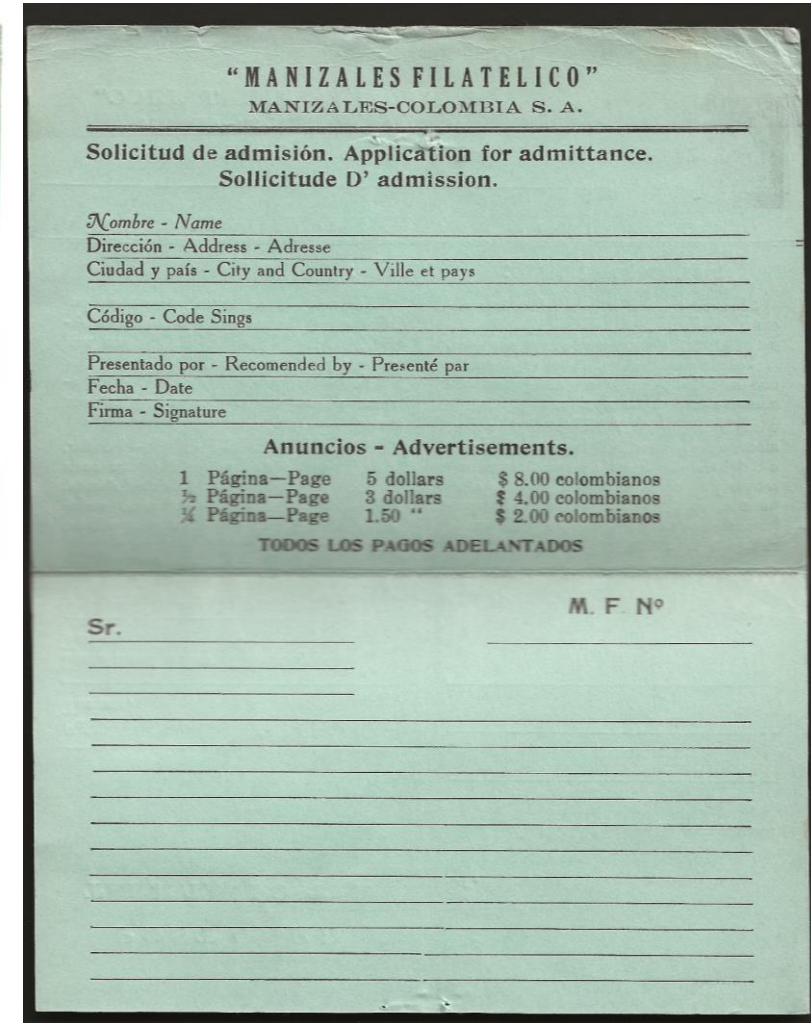 “MANIZALES FILATELICO”
MANIZALES-COLOMBIA S. A.
Solicitud de admisión. Application for admittance.
Sollicitude D’ admission.
Nombre - Name
Dirección - Address - Adresse
Ciudad y país - City and Country - Ville et pays
Código - Code Sings
Presentado por - Recomended by - Presenté par
Fecha - Date
Firma - Signature
Anuncios - Advertisements.
1 Página—Page 5 dollars $ 8.00 colombianos
½ Página—Page 3 dollars $ 4.00 colombianos
¼ Página—Page 1.50 “ $ 2.00 colombianos
TODOS LOS PAGOS ADELANTADOS
M. F. Nº
Sr.